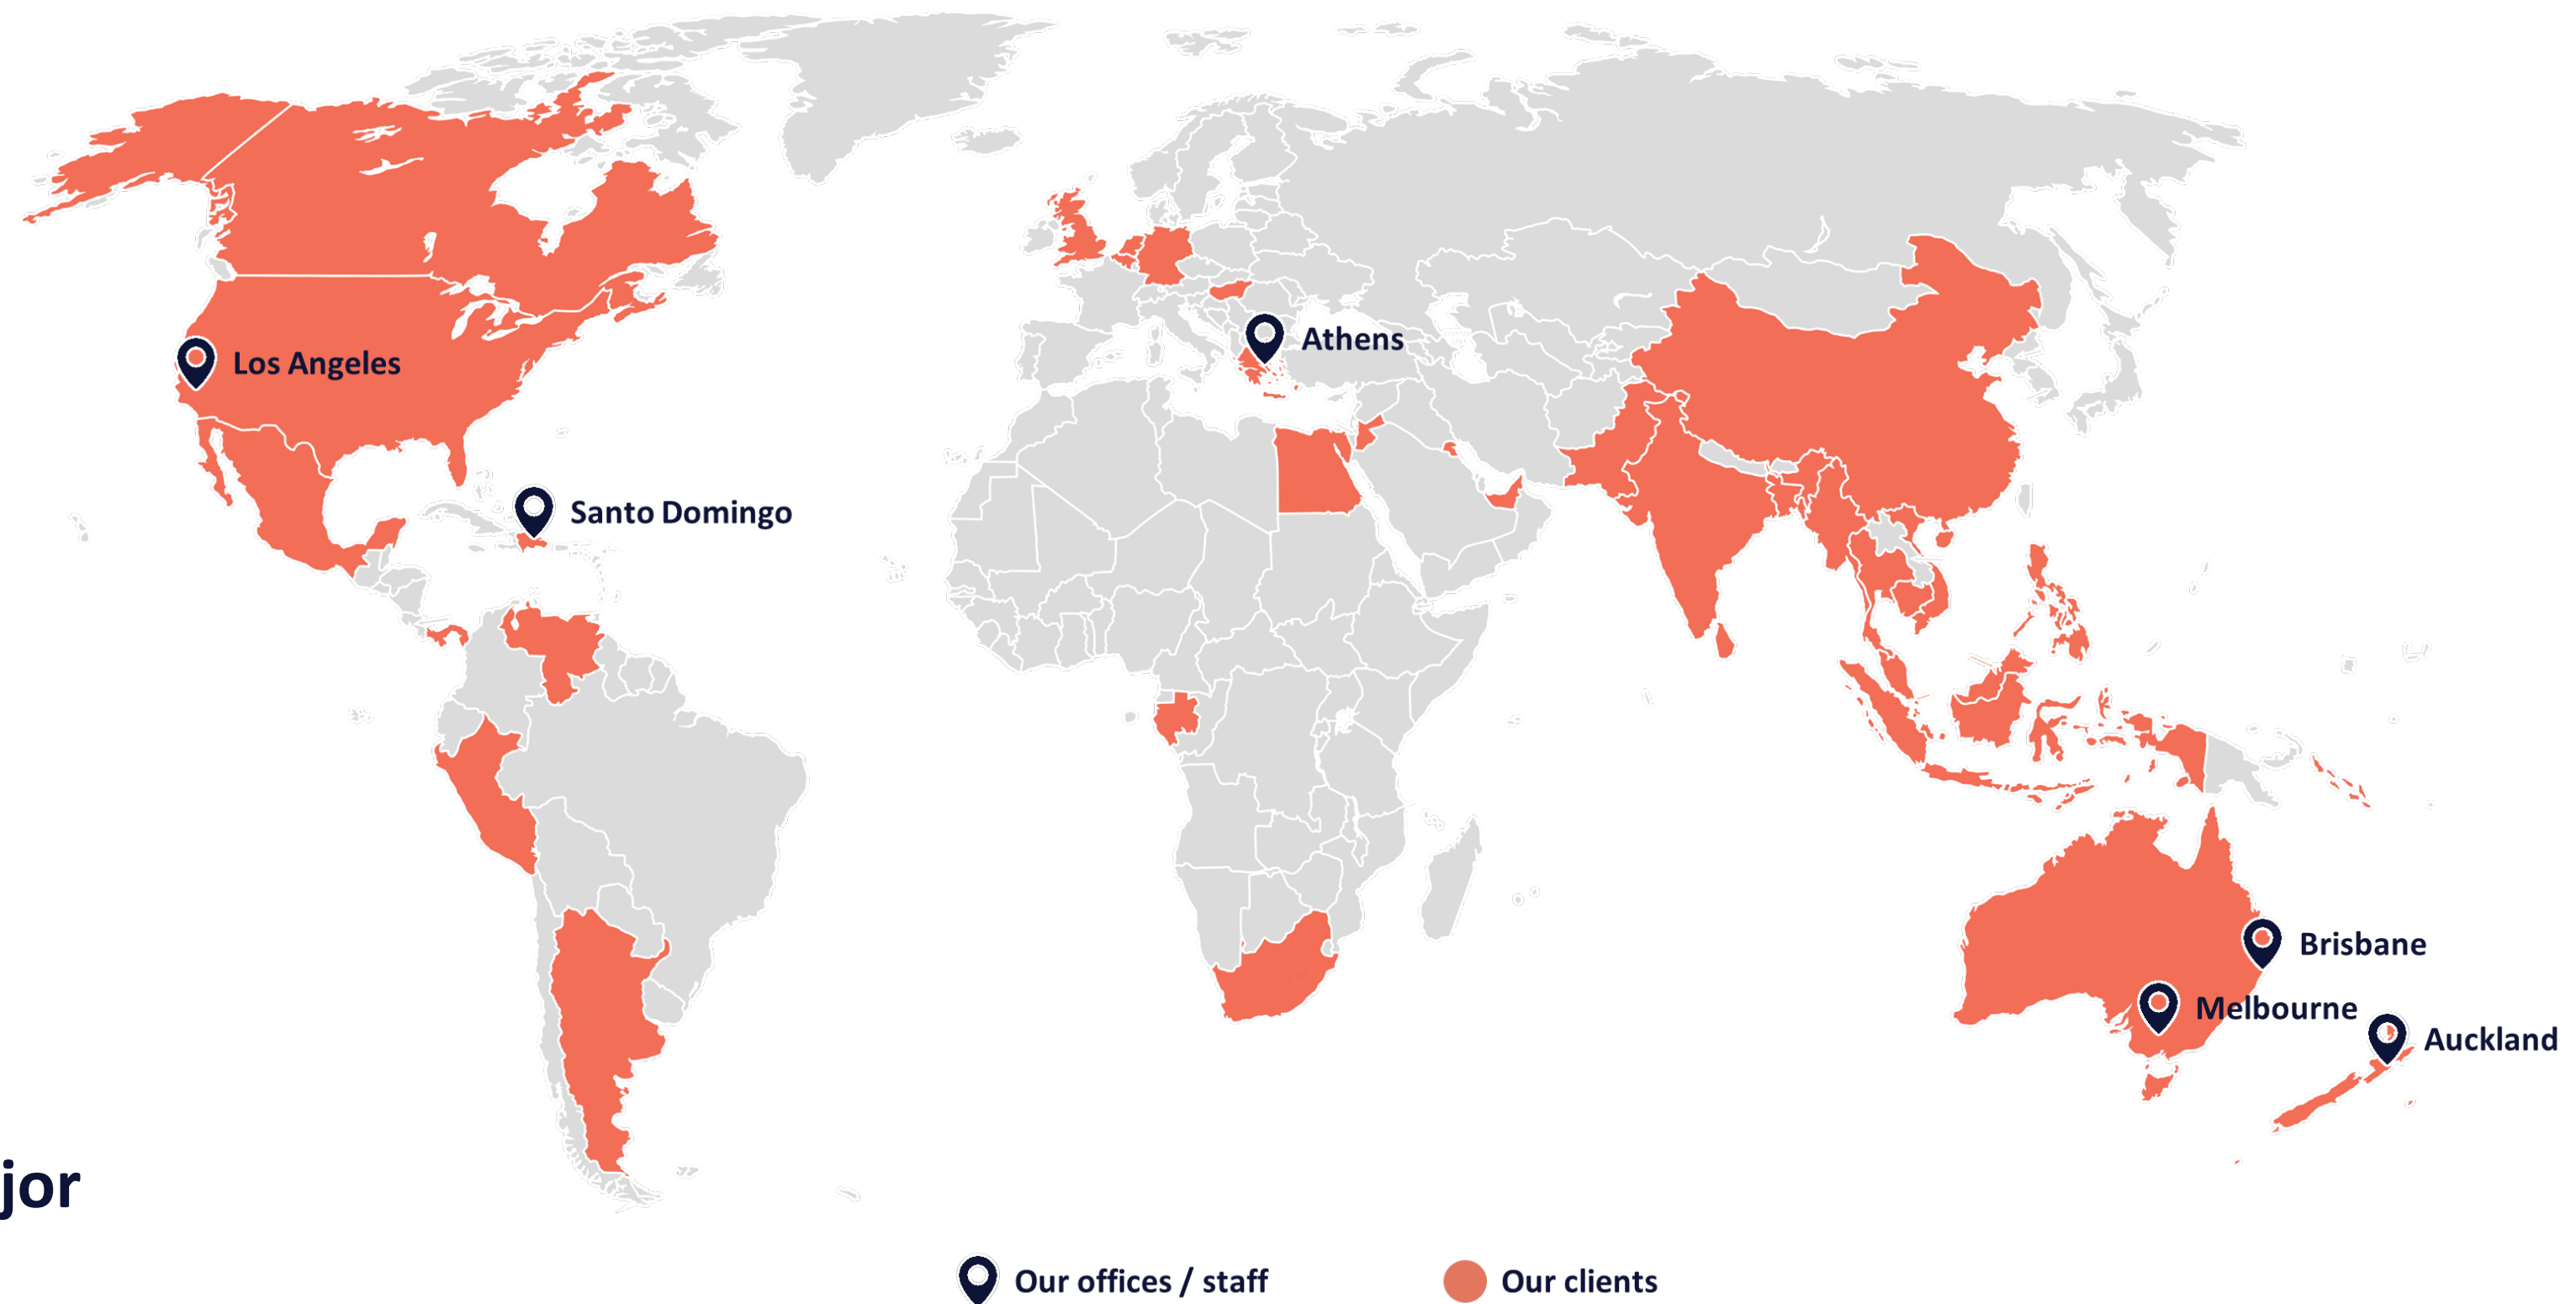 Athens
Los Angeles
Santo Domingo
Brisbane
Melbourne
Auckland
jor
Our offices / staff
Our clients